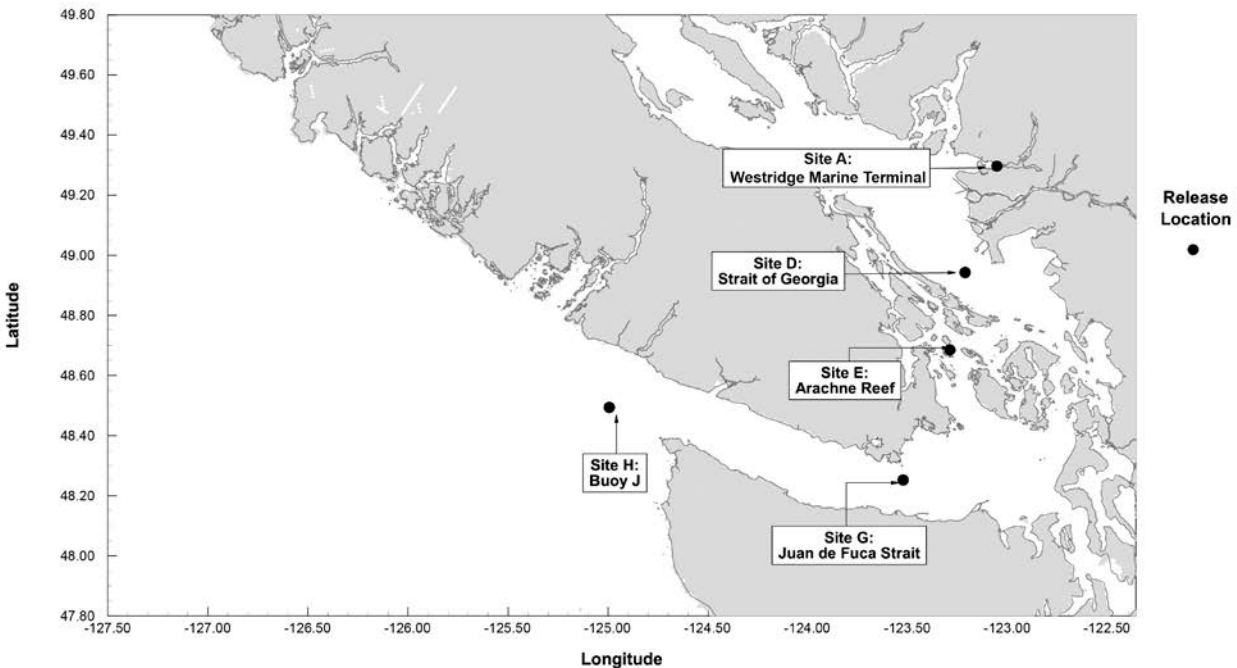 49.80
49.60
49.40
49.20
49.00
48.80
48.60
48.40
48.20
48.00
47.80
Latitude
-127.50
-127.00
-126.50
-126.00
-125.50
-125.00
-124.50
-124.00
-123.50
-123.00
-122.50
Longitude
Site A:
Westridge Marine Terminal
Site D:
Strait of Georgia
Site E:
Arachne Reef
Site H:
Buoy J
Site G:
Juan de Fuca Strait
Release
Location